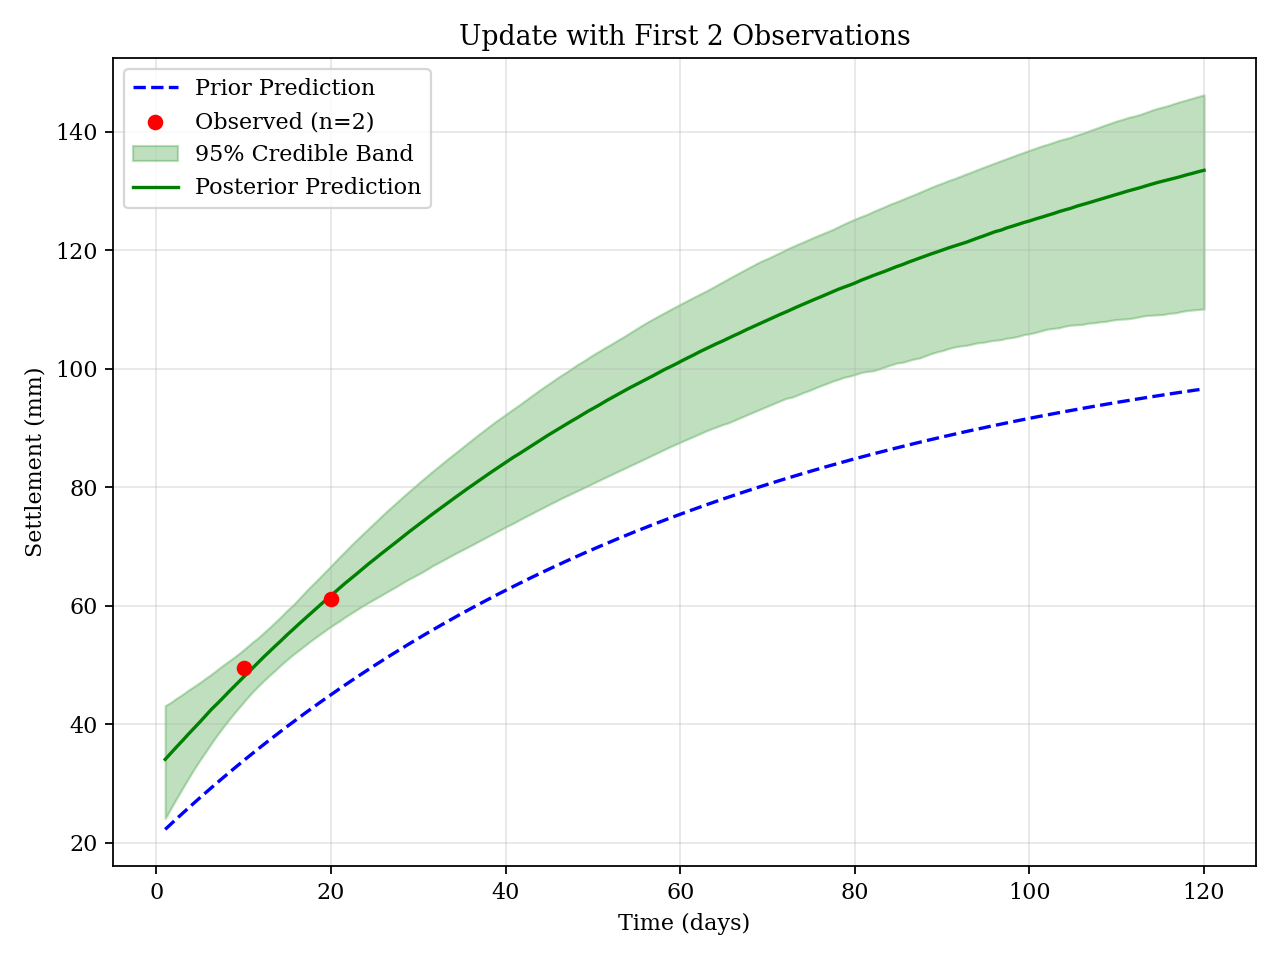 Update with First 2 Observations
Prior Prediction
Observed (n=2)
95% Credible Band
Posterior Prediction
Settlement (mm)
140
120
100
80
60
40
20
0 20 40 60 80 100 120
Time (days)